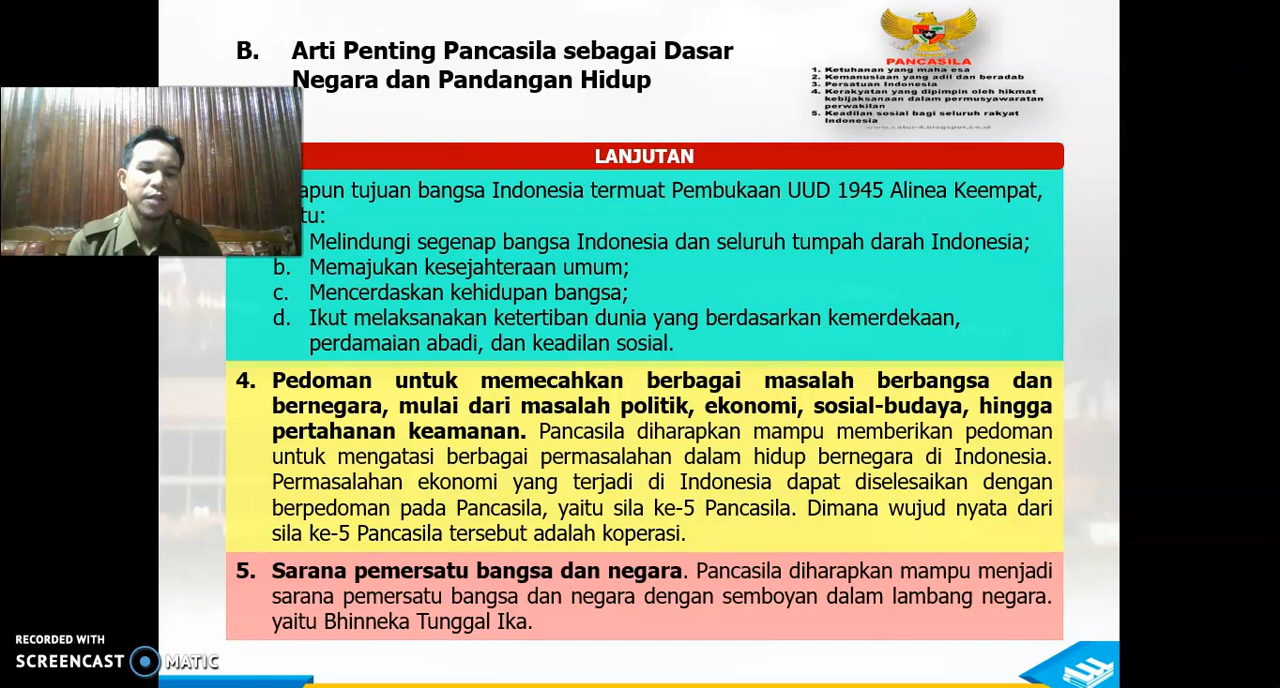 B. Arti Penting Pancasila sebagai Dasar
Negara dan Pandangan Hidup
PANCASILA
1. Ketuhanan yang maha esa
2. Kemanusiaan yang adil dan beradab
3. Persatuan Indonesia
4. Kerakyatan yang dipimpin oleh hikmat
kebijaksanaan dalam permusyawaratan
perwakilan
5. Keadilan sosial bagi seluruh rakyat
Indonesia
LANJUTAN
tujuan bangsa Indonesia termuat Pembukaan UUD 1945 Alinea Keempat,
Melindungi segenap bangsa Indonesia dan seluruh tumpah darah Indonesia;
b. Memajukan kesejahteraan umum;
c. Mencerdaskan kehidupan bangsa;
d. Ikut melaksanakan ketertiban dunia yang berdasarkan kemerdekaan,
perdamaian abadi, dan keadilan sosial.
4. Pedoman untuk memecahkan berbagai masalah berbangsa dan
bernegara, mulai dari masalah politik, ekonomi, sosial-budaya, hingga
pertahanan keamanan. Pancasila diharapkan mampu memberikan pedoman
untuk mengatasi berbagai permasalahan dalam hidup bernegara di Indonesia.
Permasalahan ekonomi yang terjadi di Indonesia dapat diselesaikan dengan
berpedoman pada Pancasila, yaitu sila ke-5 Pancasila. Dimana wujud nyata dari
sila ke-5 Pancasila tersebut adalah koperasi.
5. Sarana pemersatu bangsa dan negara. Pancasila diharapkan mampu menjadi
sarana pemersatu bangsa dan negara dengan semboyan dalam lambang negara.
yaitu Bhinneka Tunggal Ika.
RECORDED WITH
SCREENCAST MATIC